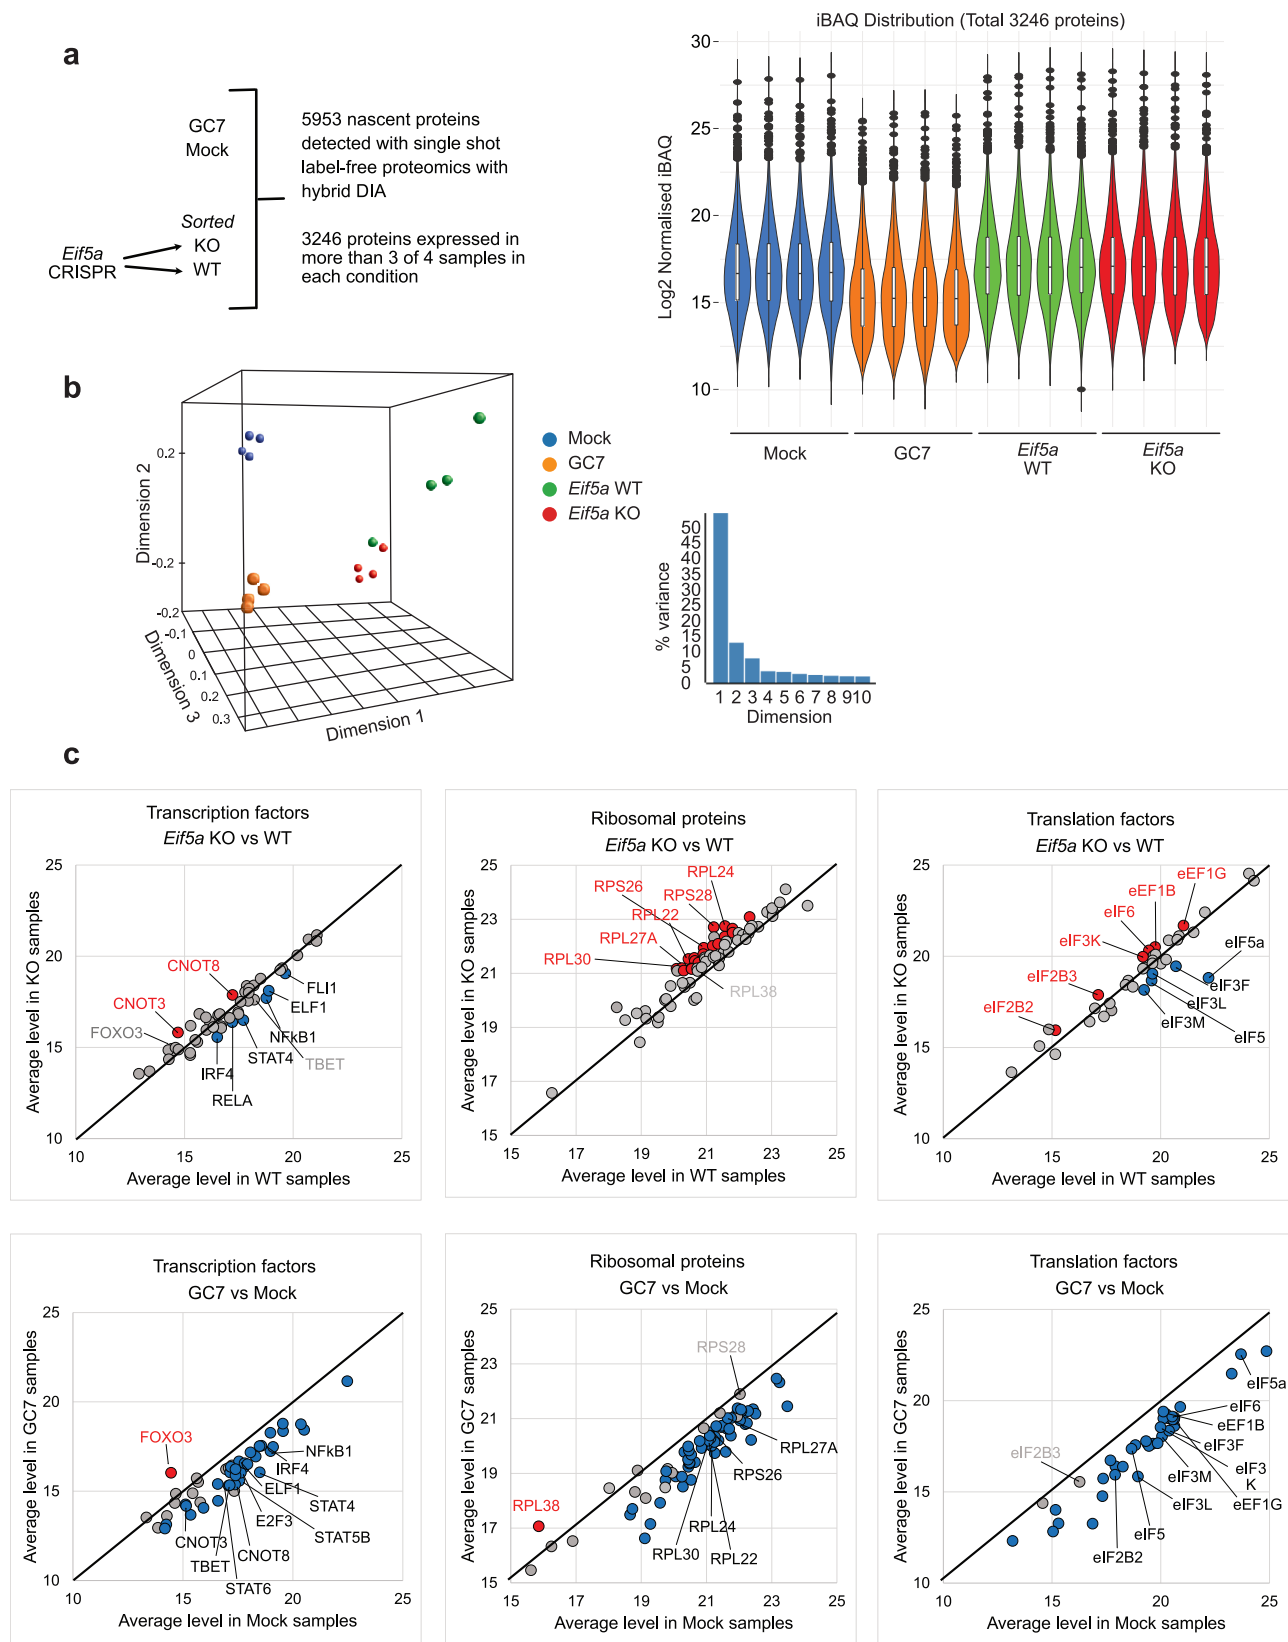 a
GC7
Mock
Sorted
KO
WT
Eif5a
CRISPR
5953 nascent proteins
detected with single shot
label-free proteomics with
hybrid DIA
3246 proteins expressed in
more than 3 of 4 samples in
each condition
iBAQ Distribution (Total 3246 proteins)
Log2 Normalised iBAQ
30
25
20
15
10
Mock
GC7
Eif5a
WT
Eif5a
KO
b
Dimension 2
0.2
-0.2
-0.2
-0.1
0
0.1
0.2
0.3
Dimension 3
Dimension 1
Mock
GC7
Eif5a WT
Eif5a KO
% variance
50
45
40
35
30
25
20
15
10
5
0
1 2 3 4 5 6 7 8 9 10
Dimension
c
Transcription factors
Eif5a KO vs WT
Average level in KO samples
25
20
15
10
10 15 20 25
Average level in WT samples
CNOT8
CNOT3
FOXO3
FLI1
ELF1
NFkB1
STAT4
TBET
IRF4
RELA
Ribosomal proteins
Eif5a KO vs WT
Average level in KO samples
25
23
21
19
17
15
15 17 19 21 23 25
Average level in WT samples
RPL24
RPS26
RPS28
RPL22
RPL27A
RPL30
RPL38
Translation factors
Eif5a KO vs WT
Average level in KO samples
25
20
15
10
10 15 20 25
Average level in WT samples
eEF1G
eEF1B
eIF6
eIF3K
eIF2B3
eIF2B2
eIF5a
eIF3F
eIF3L
eIF3M
eIF5
Transcription factors
GC7 vs Mock
Average level in GC7 samples
25
20
15
10
10 15 20 25
Average level in Mock samples
FOXO3
NFkB1
IRF4
ELF1
STAT4
E2F3
STAT5B
CNOT3
TBET
CNOT8
STAT6
Ribosomal proteins
GC7 vs Mock
Average level in GC7 samples
25
23
21
19
17
15
15 17 19 21 23 25
Average level in Mock samples
RPS28
RPL27A
RPS26
RPL38
RPL24
RPL30
RPL22
Translation factors
GC7 vs Mock
Average level in GC7 samples
25
20
15
10
10 15 20 25
Average level in Mock samples
eIF5a
eIF6
eEF1B
eIF3F
eIF2B3
eIF3M
eIF3
K
eIF3L
eEF1G
eIF5
eIF2B2